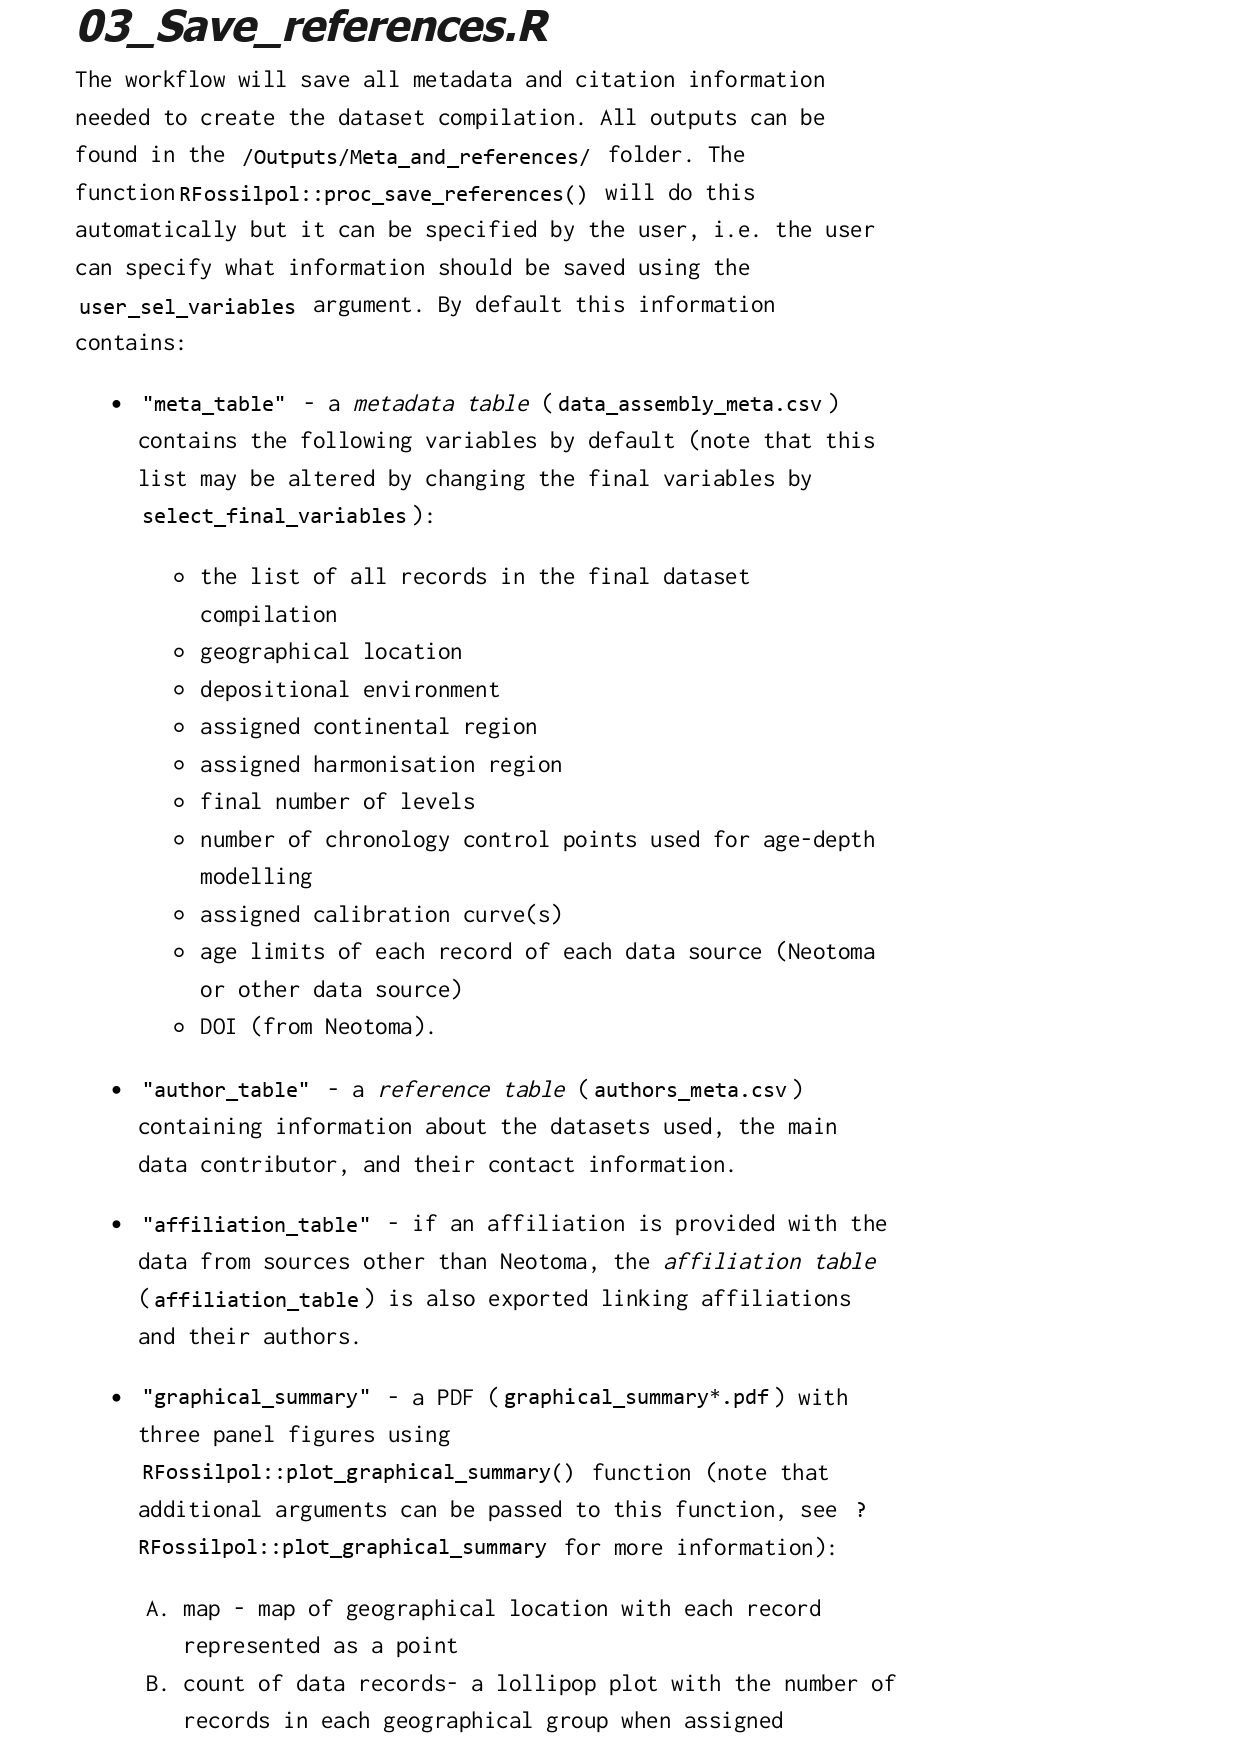 03_Save_references.R
The workflow will save all metadata and citation information
needed to create the dataset compilation. All outputs can be
found in the /Outputs/Meta_and_references/ folder. The
function RFossilpol::proc_save_references() will do this
automatically but it can be specified by the user, i.e. the user
can specify what information should be saved using the
user_sel_variables argument. By default this information
contains:
• "meta_table" - a metadata table (data_assembly_meta.csv)
contains the following variables by default (note that this
list may be altered by changing the final variables by
select_final_variables):
◦ the list of all records in the final dataset
compilation
◦ geographical location
◦ depositional environment
◦ assigned continental region
◦ assigned harmonisation region
◦ final number of levels
◦ number of chronology control points used for age-depth
modelling
◦ assigned calibration curve(s)
◦ age limits of each record of each data source (Neotoma
or other data source)
◦ DOI (from Neotoma).
• "author_table" - a reference table (authors_meta.csv)
containing information about the datasets used, the main
data contributor, and their contact information.
• "affiliation_table" - if an affiliation is provided with the
data from sources other than Neotoma, the affiliation table
(affiliation_table) is also exported linking affiliations
and their authors.
• "graphical_summary" - a PDF (graphical_summary*.pdf) with
three panel figures using
RFossilpol::plot_graphical_summary() function (note that
additional arguments can be passed to this function, see ?
RFossilpol::plot_graphical_summary for more information):
A. map - map of geographical location with each record
represented as a point
B. count of data records- a lollipop plot with the number of
records in each geographical group when assigned